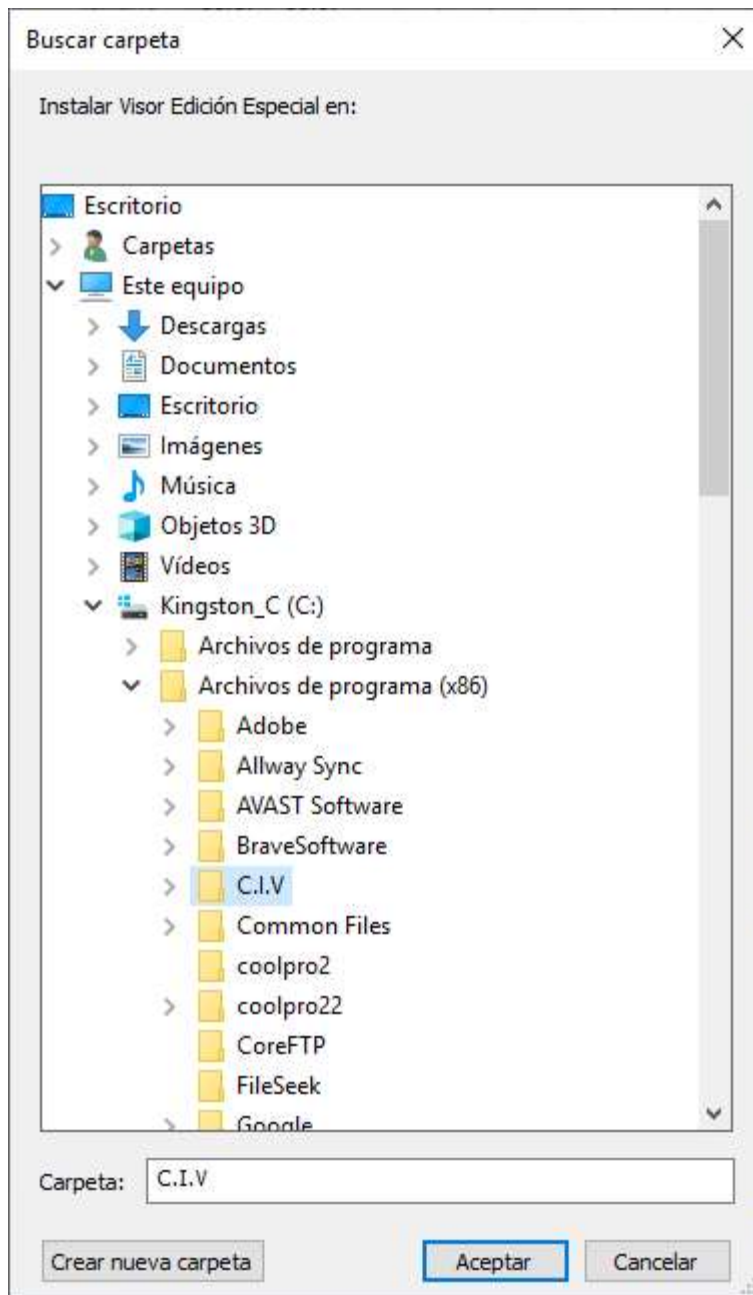 Buscar carpeta
Instalar Visor Edición Especial en:
Escritorio
Carpetas
Este equipo
Descargas
Documentos
Escritorio
Imágenes
Música
Objetos 3D
Vídeos
Kingston_C (C:)
Archivos de programa
Archivos de programa (x86)
Adobe
Allway Sync
AVAST Software
BraveSoftware
C.I.V
Common Files
coolpro2
coolpro22
CoreFTP
FileSeek
Google
Carpeta: C.I.V
Crear nueva carpeta Aceptar Cancelar